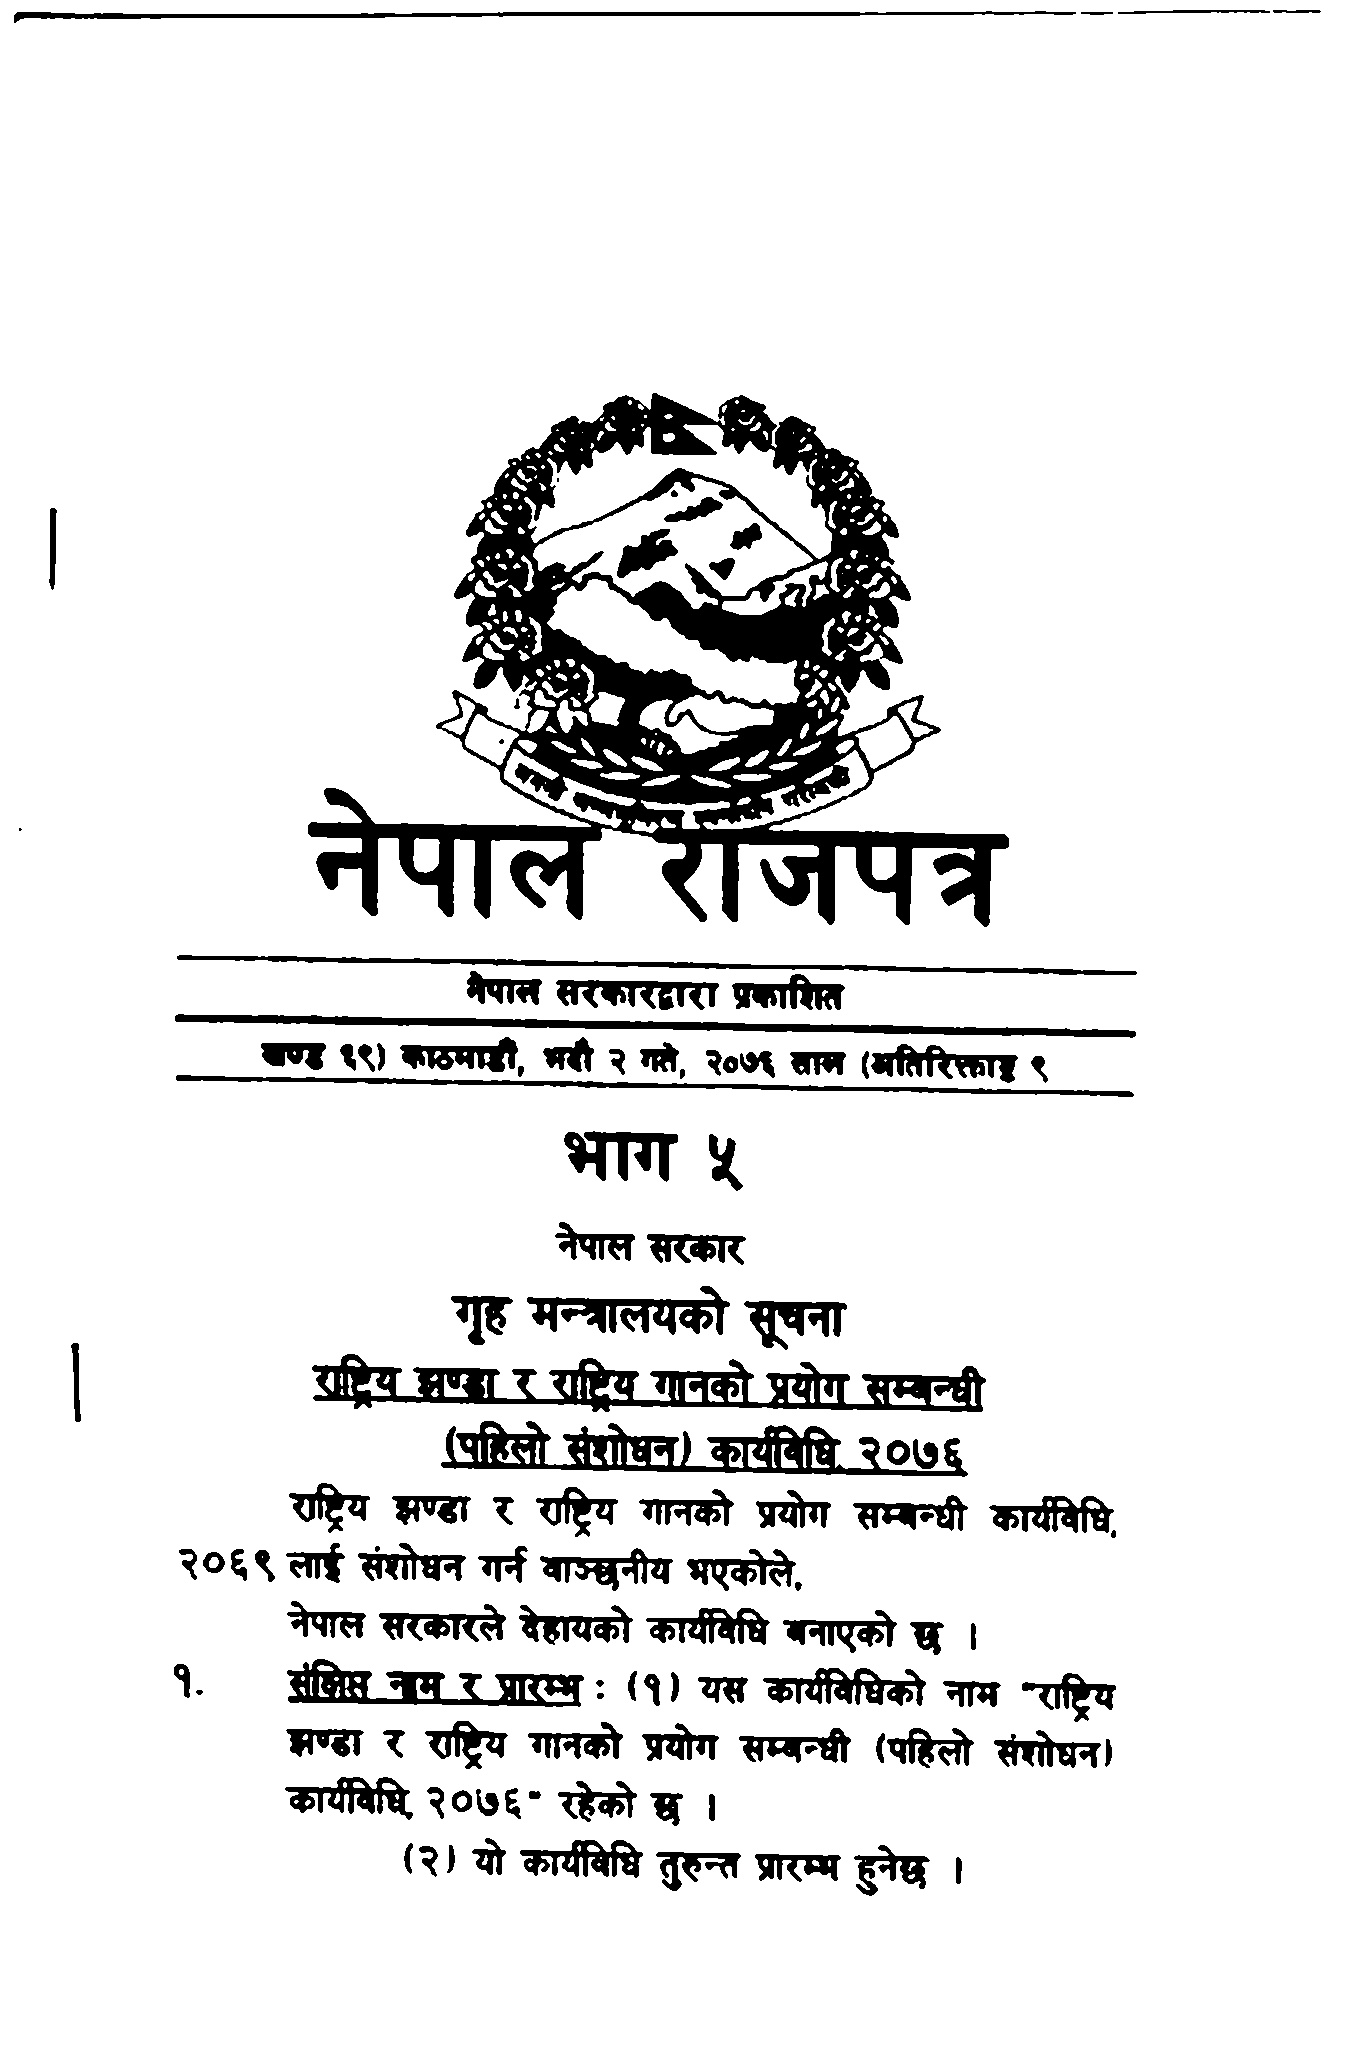 नेपाल राजपत्र
नेपाल सरकारद्वारा प्रकाशित
खण्ड ६९) काठमाडौं, भदौ २ गते, २०७६ साल (अतिरिक्ताङ्क ९
भाग ५
नेपाल सरकार
गृह मन्त्रालयको सूचना
राष्ट्रिय झण्डा र राष्ट्रिय गानको प्रयोग सम्बन्धी
(पहिलो संशोधन) कार्यविधि, २०७६
राष्ट्रिय झण्डा र राष्ट्रिय गानको प्रयोग सम्बन्धी कार्यविधि,
२०६९ लाई संशोधन गर्न वाञ्छनीय भएकोले,
नेपाल सरकारले देहायको कार्यविधि बनाएको छ ।
१. संक्षिप्त नाम र प्रारम्भ : (१) यस कार्यविधिको नाम "राष्ट्रिय
झण्डा र राष्ट्रिय गानको प्रयोग सम्बन्धी (पहिलो संशोधन)
कार्यविधि, २०७६" रहेको छ ।
(२) यो कार्यविधि तुरुन्त प्रारम्भ हुनेछ ।